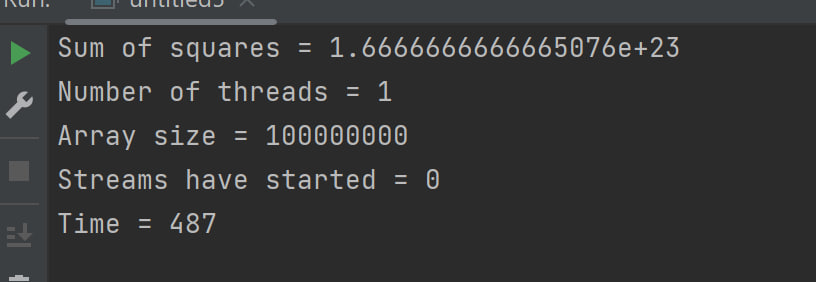 Run:
untitled5
Sum of squares = 1.6666666666665076e+23
Number of threads = 1
Array size = 100000000
Streams have started = 0
Time = 487